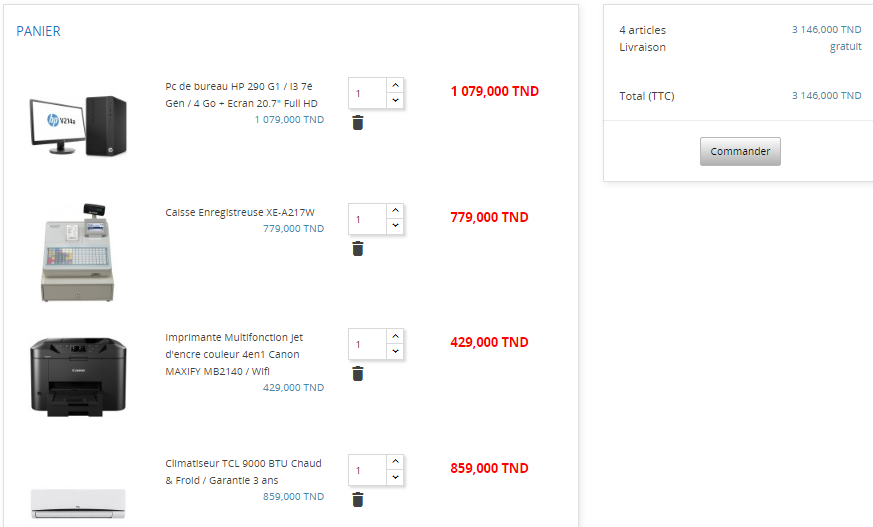 PANIER
Pc de bureau HP 290 G1 / I3 7è
Gén / 4 Go + Ecran 20.7" Full HD
1 079,000 TND
1
1 079,000 TND
hp V214a
Caisse Enregistreuse XE-A217W
779,000 TND
1
779,000 TND
Imprimante Multifonction Jet
d'encre couleur 4en1 Canon
MAXIFY MB2140 / Wifi
429,000 TND
1
429,000 TND
Canon
Climatiseur TCL 9000 BTU Chaud
& Froid / Garantie 3 ans
859,000 TND
1
859,000 TND
4 articles 3 146,000 TND
Livraison gratuit
Total (TTC) 3 146,000 TND
Commander